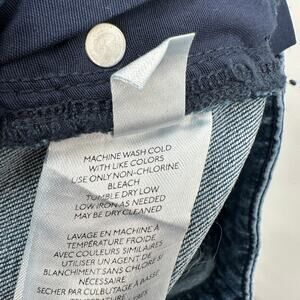 MACHINE WASH COLD
WITH LIKE COLORS
USE ONLY NON-CHLORINE
BLEACH
TUMBLE DRY LOW
LOW IRON AS NEEDED
MAY BE DRY CLEANED
LAVAGE EN MACHINE À
TEMPÉRATURE FROIDE
AVEC COULEURS SIMILAIRES
UTILISER UN AGENT DE
BLANCHIMENT SANS CHLORE SI
NÉCESSAIRE
SÉCHER PAR CULBUTAGE À
BASSE